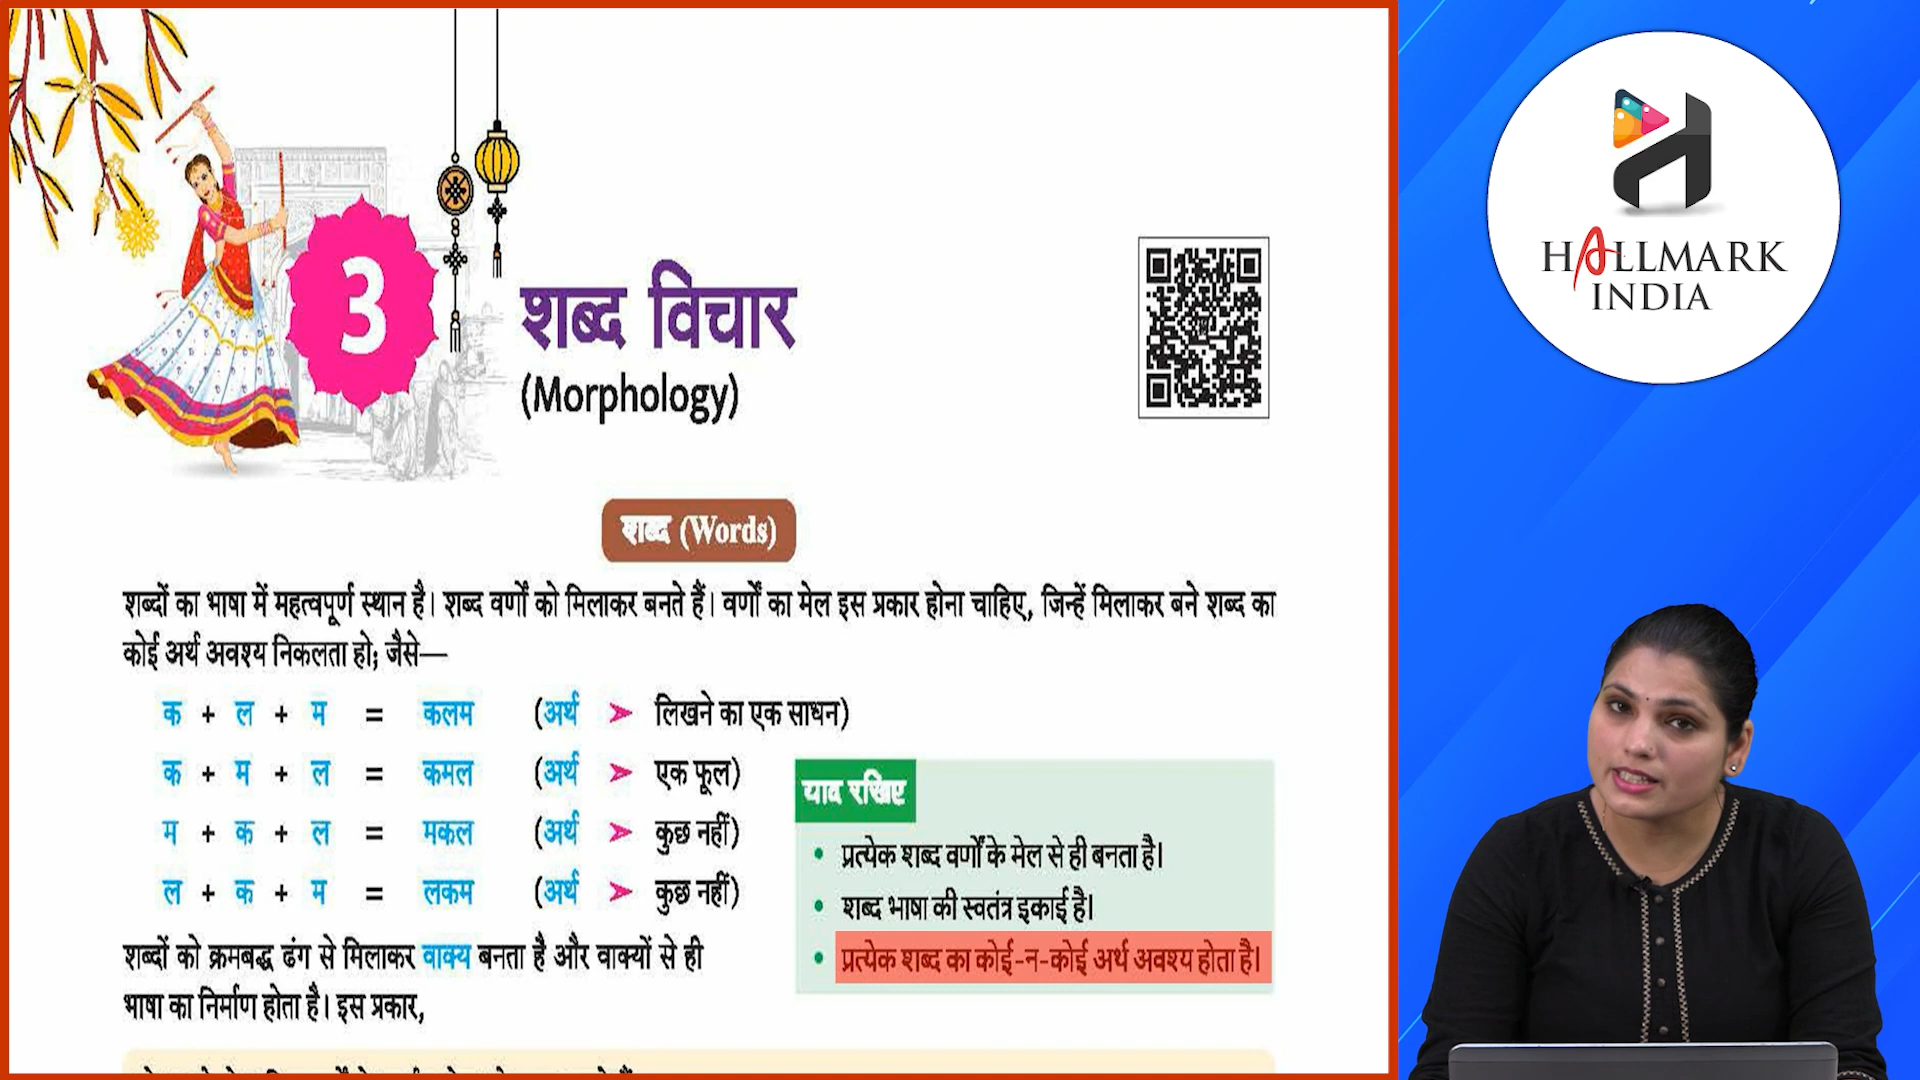 3
शब्द विचार
(Morphology)
शब्द (Words)
शब्दों का भाषा में महत्वपूर्ण स्थान है। शब्द वर्णों को मिलाकर बनते हैं। वर्णों का मेल इस प्रकार होना चाहिए, जिन्हें मिलाकर बने शब्द का
कोई अर्थ अवश्य निकलता हो; जैसे—
क + ल + म = कलम (अर्थ ➤ लिखने का एक साधन)
क + म + ल = कमल (अर्थ ➤ एक फूल)
म + क + ल = मकल (अर्थ ➤ कुछ नहीं)
ल + क + म = लकम (अर्थ ➤ कुछ नहीं)
याद रखिए
• प्रत्येक शब्द वर्णों के मेल से ही बनता है।
• शब्द भाषा की स्वतंत्र इकाई है।
• प्रत्येक शब्द का कोई-न-कोई अर्थ अवश्य होता है।
शब्दों को क्रमबद्ध ढंग से मिलाकर वाक्य बनता है और वाक्यों से ही
भाषा का निर्माण होता है। इस प्रकार,
HALLMARK
INDIA